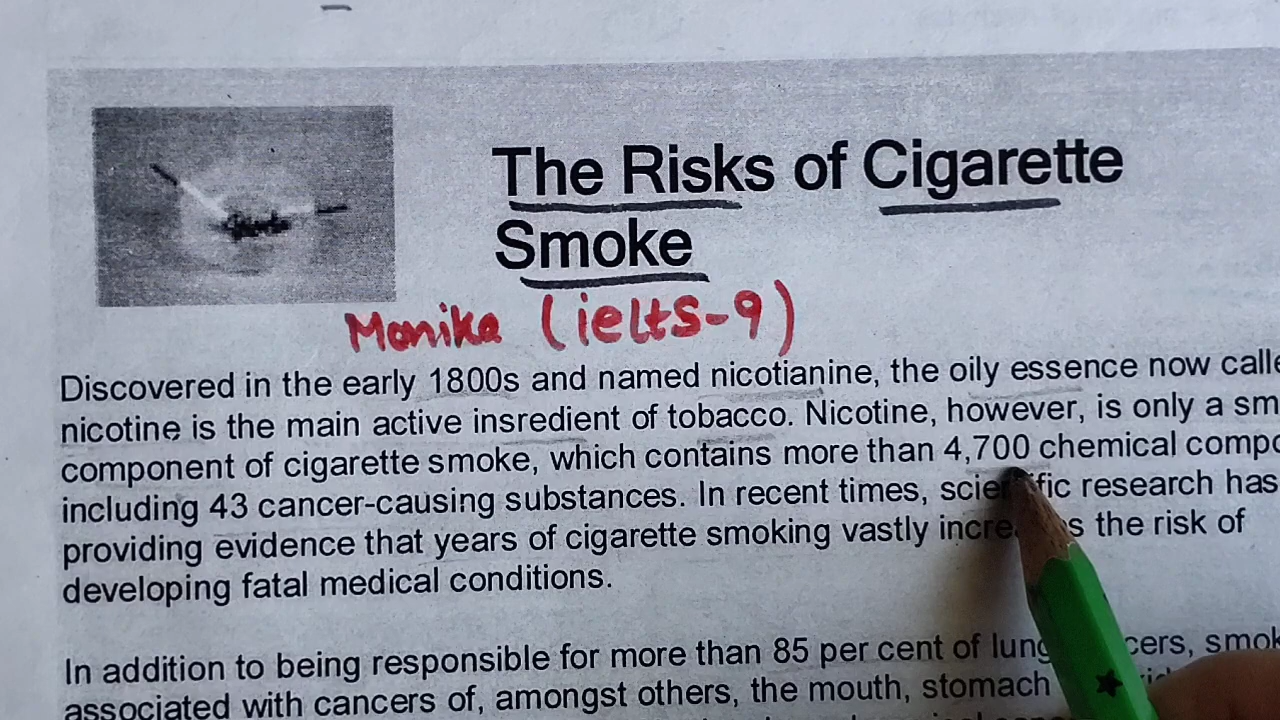 The Risks of Cigarette
Smoke
Monika (ielts-9)
Discovered in the early 1800s and named nicotianine, the oily essence now calle
nicotine is the main active insredient of tobacco. Nicotine, however, is only a sm
component of cigarette smoke, which contains more than 4,700 chemical compo
including 43 cancer-causing substances. In recent times, scientific research has
providing evidence that years of cigarette smoking vastly increases the risk of
developing fatal medical conditions.
In addition to being responsible for more than 85 per cent of lung cers, smok
associated with cancers of, amongst others, the mouth, stomach